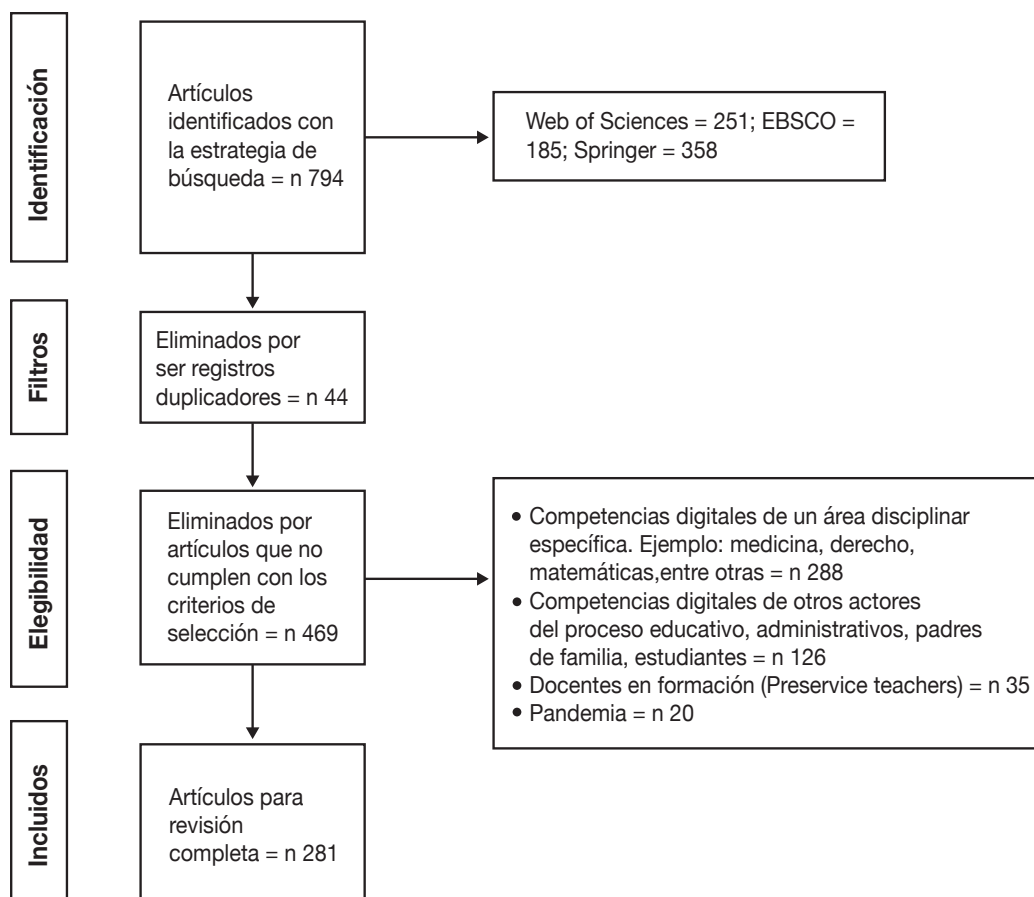 Identificación
Artículos
identificados con
la estrategia de
búsqueda = n 794
Web of Sciences = 251; EBSCO =
185; Springer = 358
Filtros
Eliminados por
ser registros
duplicadores = n 44
Elegibilidad
Eliminados por
artículos que no
cumplen con los
criterios de
selección = n 469
• Competencias digitales de un área disciplinar
específica. Ejemplo: medicina, derecho,
matemáticas,entre otras = n 288
• Competencias digitales de otros actores
del proceso educativo, administrativos, padres
de familia, estudiantes = n 126
• Docentes en formación (Preservice teachers) = n 35
• Pandemia = n 20
Incluidos
Artículos para
revisión
completa = n 281